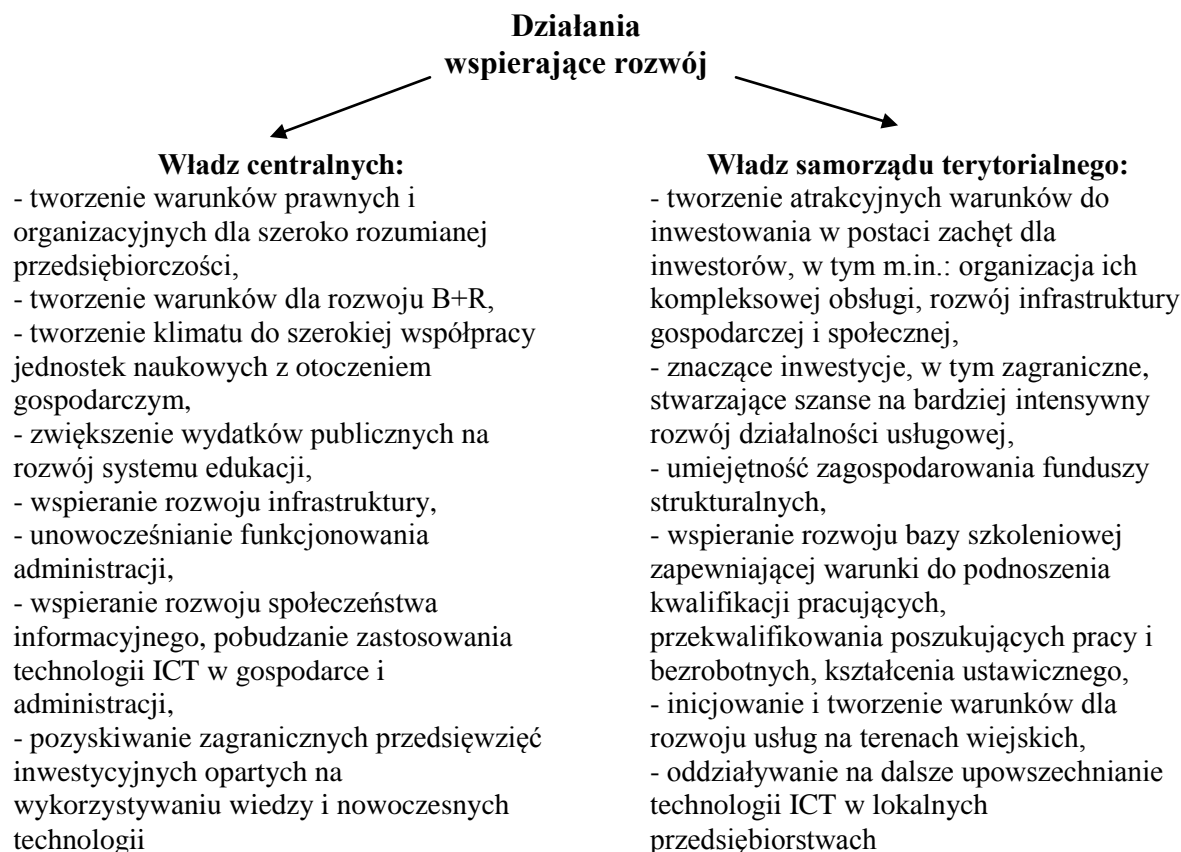 Działania
wspierające rozwój
Władz centralnych:
- tworzenie warunków prawnych i
organizacyjnych dla szeroko rozumianej
przedsiębiorczości,
- tworzenie warunków dla rozwoju B+R,
- tworzenie klimatu do szerokiej współpracy
jednostek naukowych z otoczeniem
gospodarczym,
- zwiększenie wydatków publicznych na
rozwój systemu edukacji,
- wspieranie rozwoju infrastruktury,
- unowocześnianie funkcjonowania
administracji,
- wspieranie rozwoju społeczeństwa
informacyjnego, pobudzanie zastosowania
technologii ICT w gospodarce i
administracji,
- pozyskiwanie zagranicznych przedsięwzięć
inwestycyjnych opartych na
wykorzystywaniu wiedzy i nowoczesnych
technologii
Władz samorządu terytorialnego:
- tworzenie atrakcyjnych warunków do
inwestowania w postaci zachęt dla
inwestorów, w tym m.in.: organizacja ich
kompleksowej obsługi, rozwój infrastruktury
gospodarczej i społecznej,
- znaczące inwestycje, w tym zagraniczne,
stwarzające szanse na bardziej intensywny
rozwój działalności usługowej,
- umiejętność zagospodarowania funduszy
strukturalnych,
- wspieranie rozwoju bazy szkoleniowej
zapewniającej warunki do podnoszenia
kwalifikacji pracujących,
przekwalifikowania poszukujących pracy i
bezrobotnych, kształcenia ustawicznego,
- inicjowanie i tworzenie warunków dla
rozwoju usług na terenach wiejskich,
- oddziaływanie na dalsze upowszechnianie
technologii ICT w lokalnych
przedsiębiorstwach